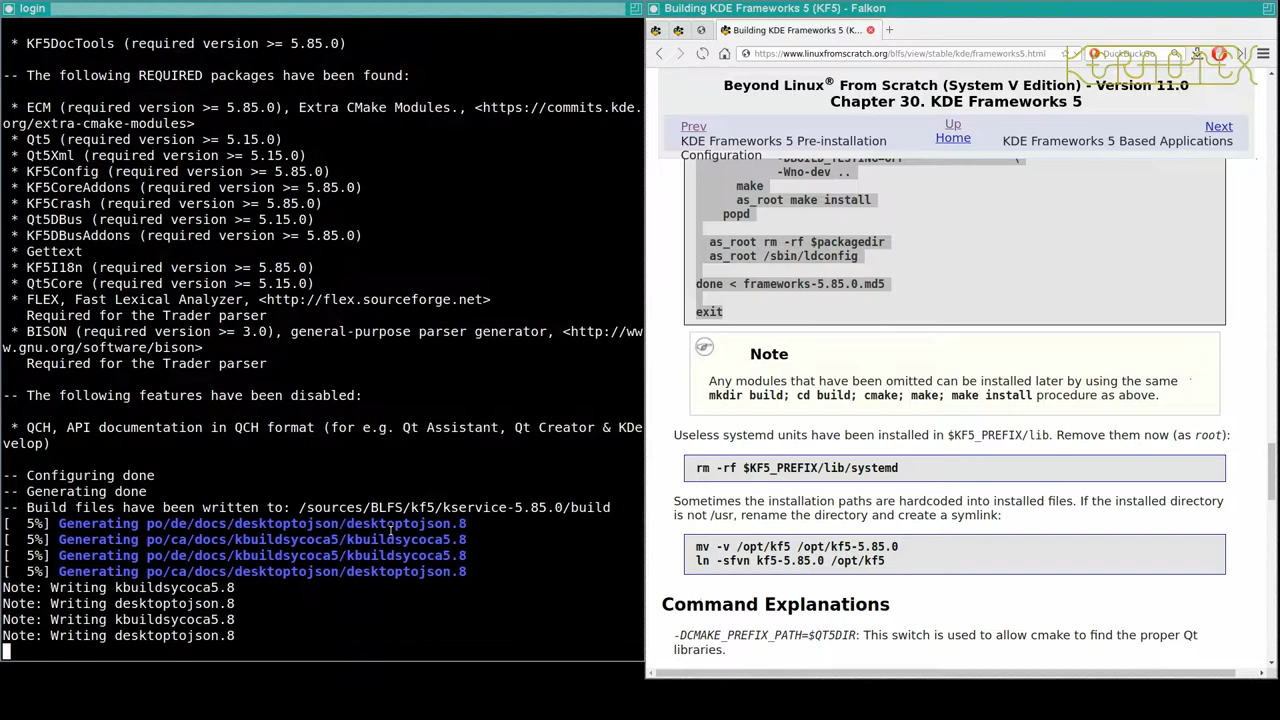 login
* KF5DocTools (required version >= 5.85.0)
-- The following REQUIRED packages have been found:
* ECM (required version >= 5.85.0), Extra CMake Modules., <https://commits.kde.
org/extra-cmake-modules>
* Qt5 (required version >= 5.15.0)
* Qt5Xml (required version >= 5.15.0)
* KF5Config (required version >= 5.85.0)
* KF5CoreAddons (required version >= 5.85.0)
* KF5Crash (required version >= 5.85.0)
* Qt5DBus (required version >= 5.15.0)
* KF5DBusAddons (required version >= 5.85.0)
* Gettext
* KF5I18n (required version >= 5.85.0)
* Qt5Core (required version >= 5.15.0)
* FLEX, Fast Lexical Analyzer, <http://flex.sourceforge.net>
Required for the Trader parser
* BISON (required version >= 3.0), general-purpose parser generator, <http://ww
w.gnu.org/software/bison>
Required for the Trader parser
-- The following features have been disabled:
* QCH, API documentation in QCH format (for e.g. Qt Assistant, Qt Creator & KDe
velop)
-- Configuring done
-- Generating done
-- Build files have been written to: /sources/BLFS/kf5/kservice-5.85.0/build
[  5%] Generating po/de/docs/desktoptojson/desktoptojson.8
[  5%] Generating po/ca/docs/kbuildsycoca5/kbuildsycoca5.8
[  5%] Generating po/de/docs/kbuildsycoca5/kbuildsycoca5.8
[  5%] Generating po/ca/docs/desktoptojson/desktoptojson.8
Note: Writing kbuildsycoca5.8
Note: Writing desktoptojson.8
Note: Writing kbuildsycoca5.8
Note: Writing desktoptojson.8
Building KDE Frameworks 5 (KF5) - Falkon
Building KDE Frameworks 5 (K...
https://www.linuxfromscratch.org/blfs/view/stable/kde/frameworks5.html
DuckDuckGo
Beyond Linux® From Scratch (System V Edition) - Version 11.0
Chapter 30. KDE Frameworks 5
Prev
Up
Next
KDE Frameworks 5 Pre-installation
Configuration
Home
KDE Frameworks 5 Based Applications
-DBUILD_TESTING=OFF \
-Wno-dev ..
make
as_root make install
popd
as_root rm -rf $packagedir
as_root /sbin/ldconfig
done < frameworks-5.85.0.md5
exit
Note
Any modules that have been omitted can be installed later by using the same
mkdir build; cd build; cmake; make; make install procedure as above.
Useless systemd units have been installed in $KF5_PREFIX/lib. Remove them now (as root):
rm -rf $KF5_PREFIX/lib/systemd
Sometimes the installation paths are hardcoded into installed files. If the installed directory
is not /usr, rename the directory and create a symlink:
mv -v /opt/kf5 /opt/kf5-5.85.0
ln -sfvn kf5-5.85.0 /opt/kf5
Command Explanations
-DCMAKE_PREFIX_PATH=$QT5DIR: This switch is used to allow cmake to find the proper Qt
libraries.